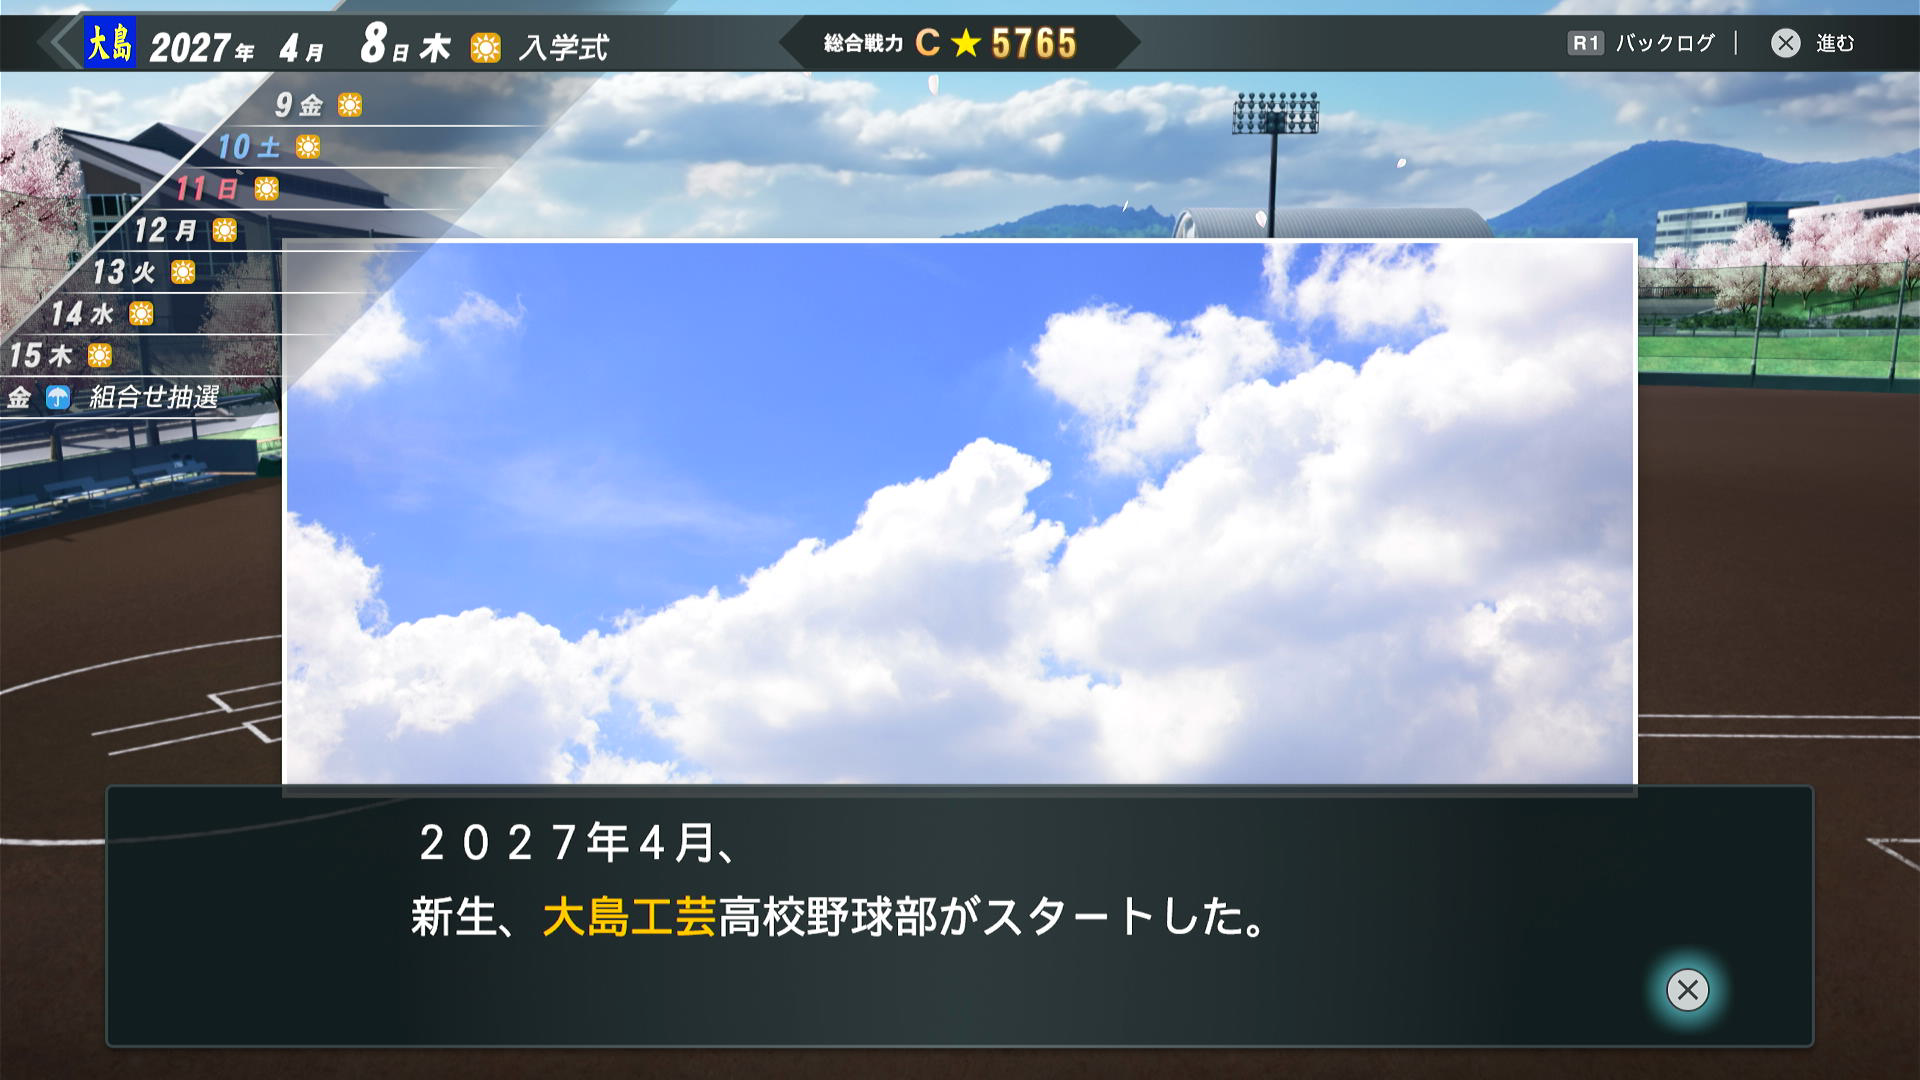 大島 2027年 4月 8日 木 入学式
総合戦力 C ★ 5765
R1 バックログ | 進む
9 金
10 土
11 日
12 月
13 火
14 水
15 木
金 組合せ抽選
２０２７年４月、
新生、大島工芸高校野球部がスタートした。